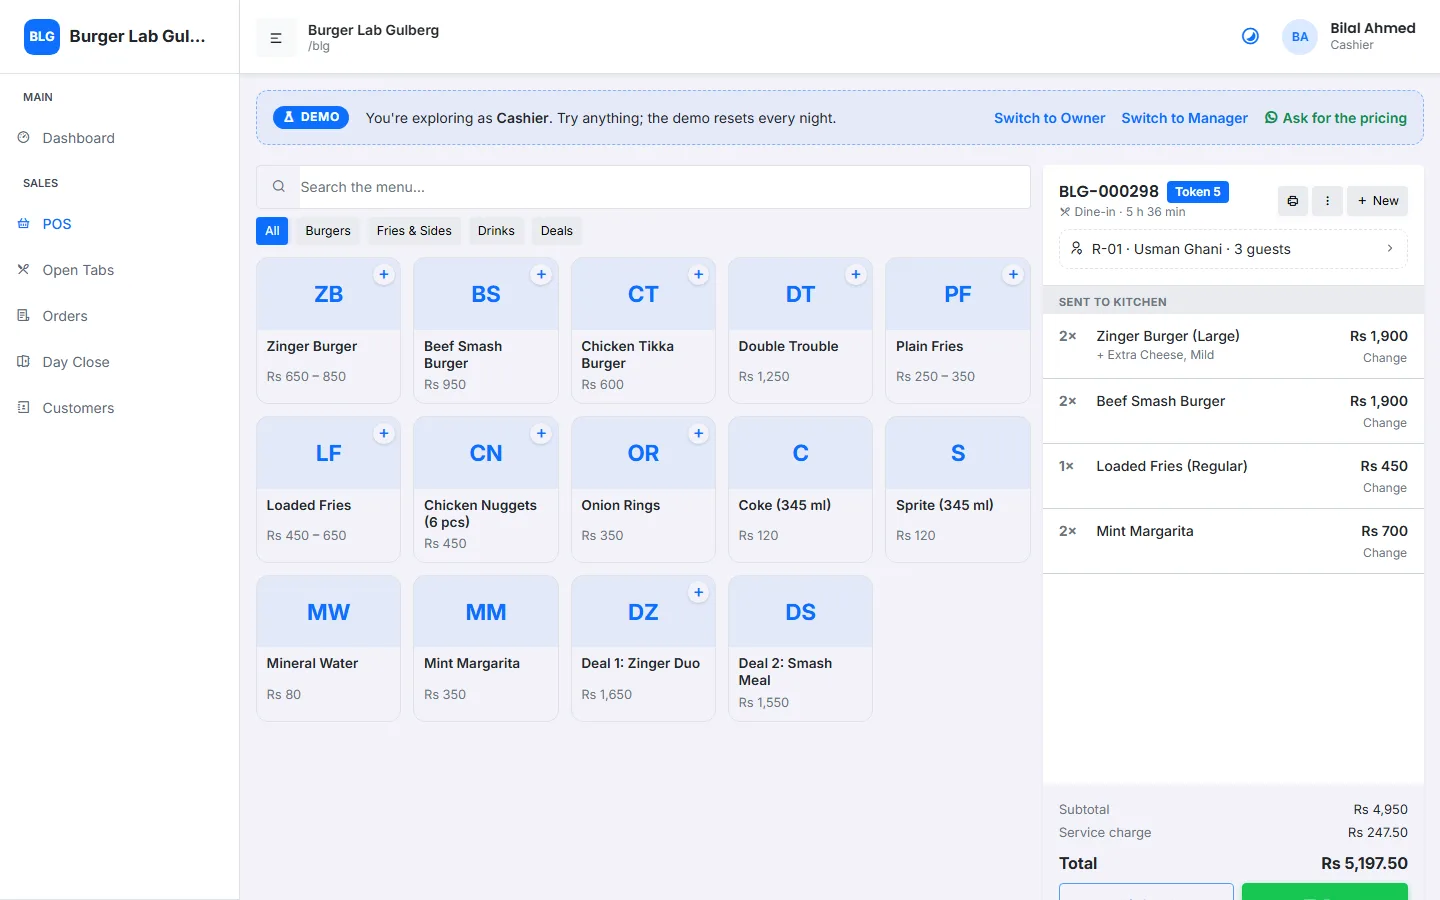 BLG
Burger Lab Gul...
Burger Lab Gulberg
/blg
BA
Bilal Ahmed
Cashier
MAIN
Dashboard
SALES
POS
Open Tabs
Orders
Day Close
Customers
DEMO
You're exploring as Cashier. Try anything; the demo resets every night.
Switch to Owner
Switch to Manager
Ask for the pricing
Search the menu...
All
Burgers
Fries & Sides
Drinks
Deals
ZB
+
Zinger Burger
Rs 650 – 850
BS
+
Beef Smash
Burger
Rs 950
CT
+
Chicken Tikka
Burger
Rs 600
DT
+
Double Trouble
Rs 1,250
PF
+
Plain Fries
Rs 250 – 350
LF
+
Loaded Fries
Rs 450 – 650
CN
+
Chicken Nuggets
(6 pcs)
Rs 450
OR
+
Onion Rings
Rs 350
C
Coke (345 ml)
Rs 120
S
Sprite (345 ml)
Rs 120
MW
Mineral Water
Rs 80
MM
Mint Margarita
Rs 350
DZ
+
Deal 1: Zinger Duo
Rs 1,650
DS
Deal 2: Smash
Meal
Rs 1,550
BLG-000298
Token 5
Dine-in · 5 h 36 min
+ New
R-01 · Usman Ghani · 3 guests
SENT TO KITCHEN
2× Zinger Burger (Large) Rs 1,900
+ Extra Cheese, Mild Change
2× Beef Smash Burger Rs 1,900
Change
1× Loaded Fries (Regular) Rs 450
Change
2× Mint Margarita Rs 700
Change
Subtotal Rs 4,950
Service charge Rs 247.50
Total Rs 5,197.50